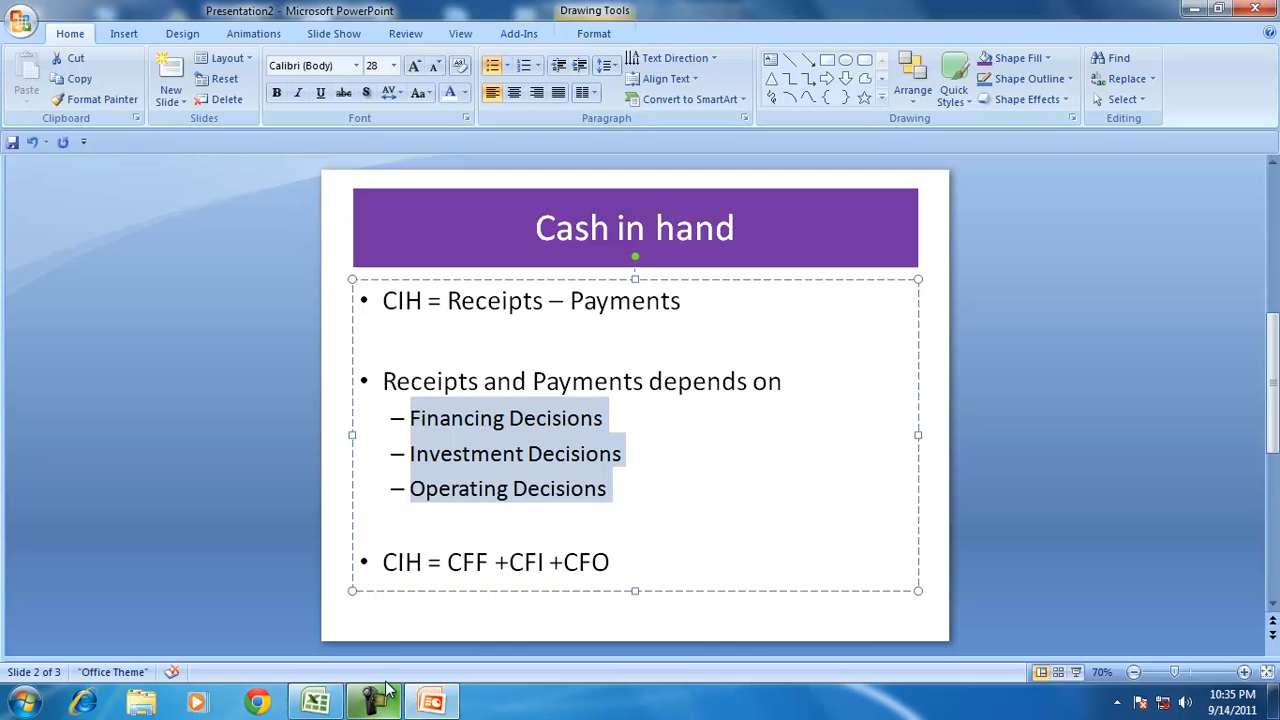 Presentation2 - Microsoft PowerPoint
Drawing Tools
Home Insert Design Animations Slide Show Review View Add-Ins Format
Paste
Cut
Copy
Format Painter
Clipboard
New Slide
Layout
Reset
Delete
Slides
Calibri (Body) 28
B I U abc S AV Aa A
Font
Text Direction
Align Text
Convert to SmartArt
Paragraph
Arrange
Quick Styles
Shape Fill
Shape Outline
Shape Effects
Drawing
Find
Replace
Select
Editing
Cash in hand
• CIH = Receipts – Payments
• Receipts and Payments depends on
– Financing Decisions
– Investment Decisions
– Operating Decisions
• CIH = CFF +CFI +CFO
Slide 2 of 3 "Office Theme" 70%
10:35 PM
9/14/2011